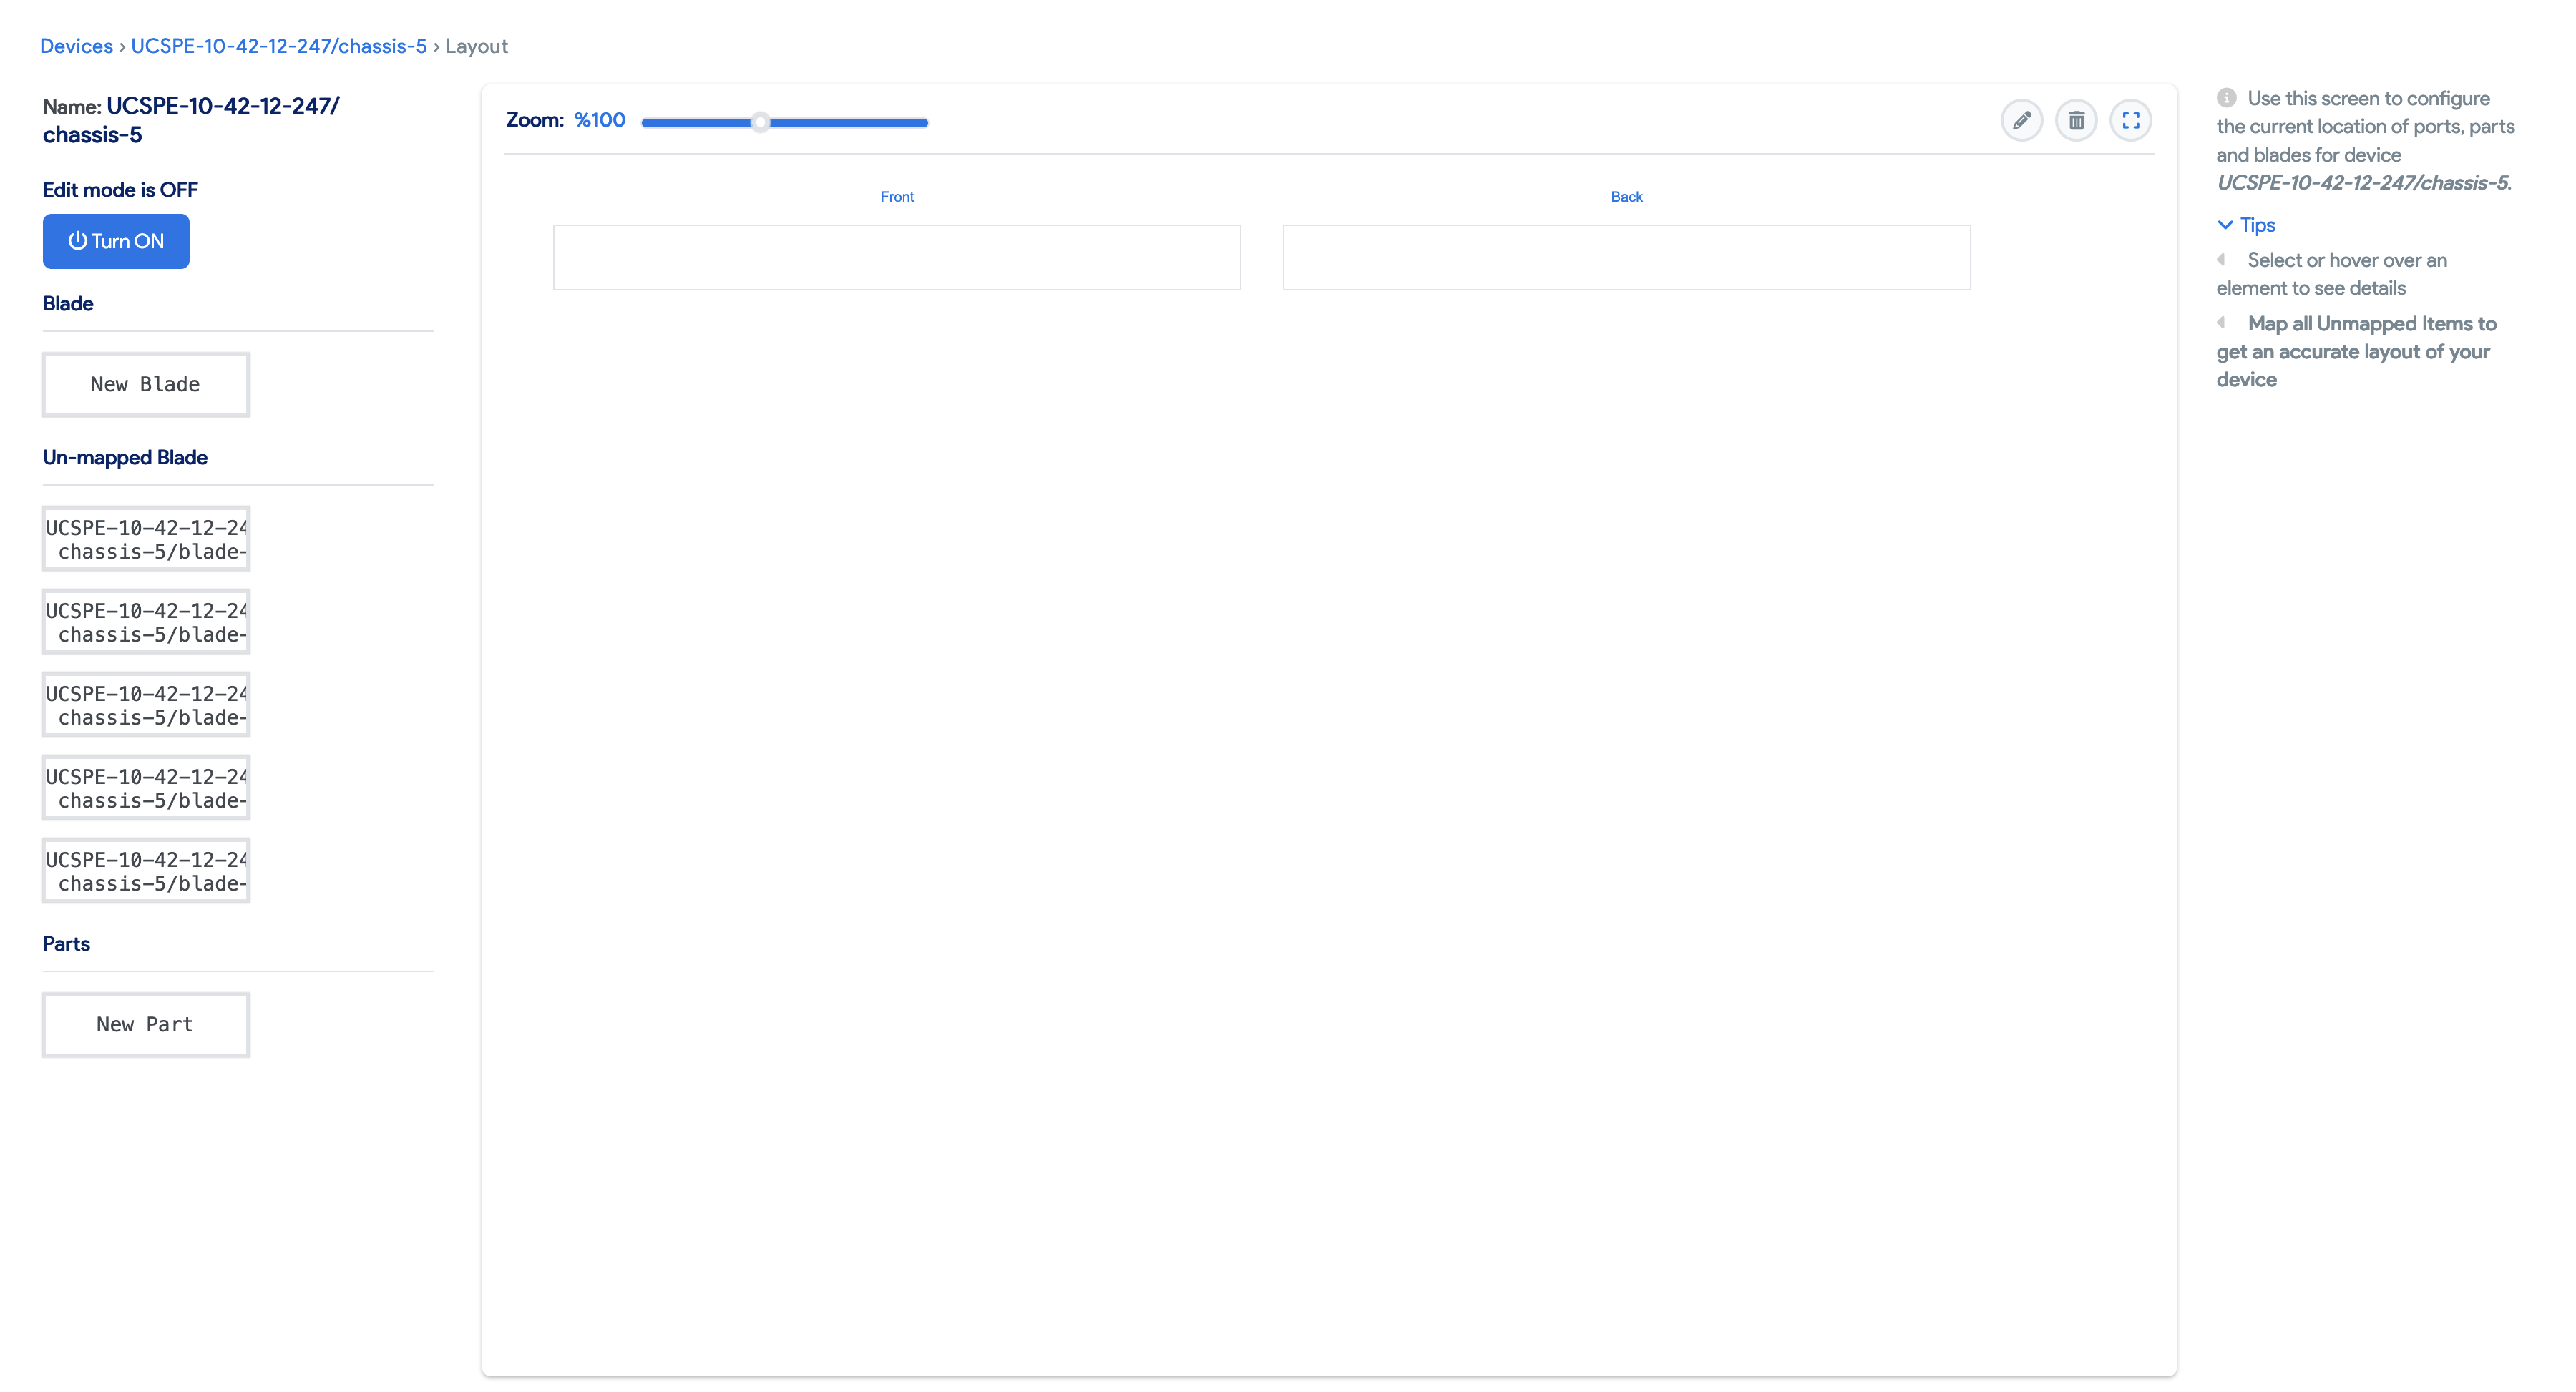 Devices › UCSPE-10-42-12-247/chassis-5 › Layout
Name: UCSPE-10-42-12-247/
chassis-5
Edit mode is OFF
Turn ON
Blade
New Blade
Un-mapped Blade
UCSPE-10-42-12-24
chassis-5/blade-
UCSPE-10-42-12-24
chassis-5/blade-
UCSPE-10-42-12-24
chassis-5/blade-
UCSPE-10-42-12-24
chassis-5/blade-
UCSPE-10-42-12-24
chassis-5/blade-
Parts
New Part
Zoom: %100
Front
Back
Use this screen to configure
the current location of ports, parts
and blades for device
UCSPE-10-42-12-247/chassis-5.
Tips
Select or hover over an
element to see details
Map all Unmapped Items to
get an accurate layout of your
device